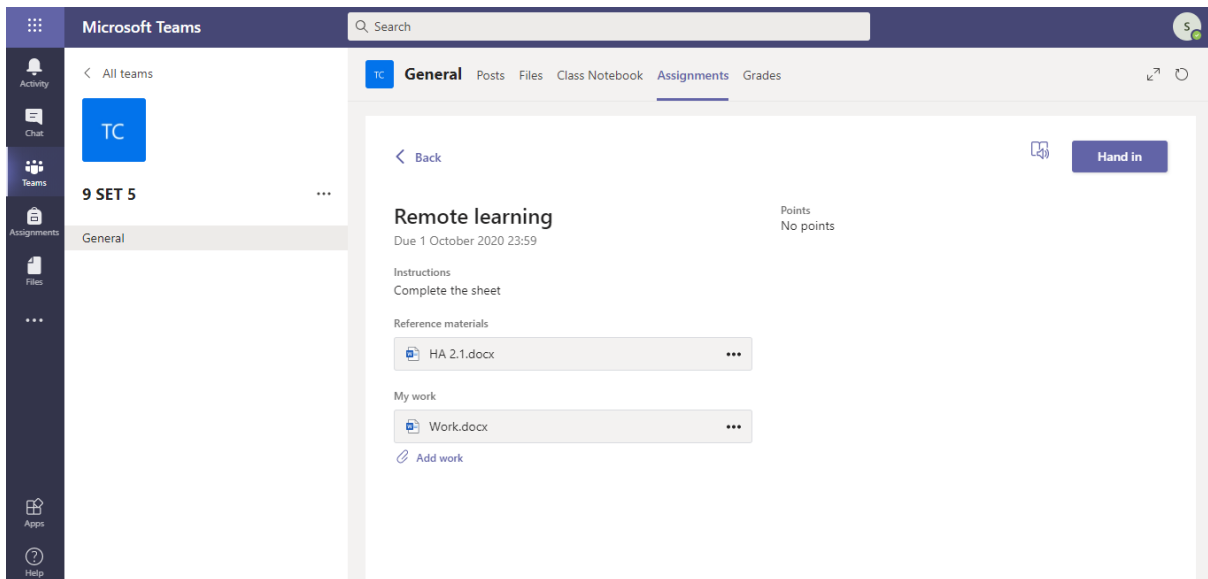 Microsoft Teams
Search
S
Activity
Chat
Teams
Assignments
Files
Apps
Help
All teams
TC
9 SET 5
General
TC General Posts Files Class Notebook Assignments Grades
Back
Hand in
Remote learning
Due 1 October 2020 23:59
Points
No points
Instructions
Complete the sheet
Reference materials
HA 2.1.docx
My work
Work.docx
Add work